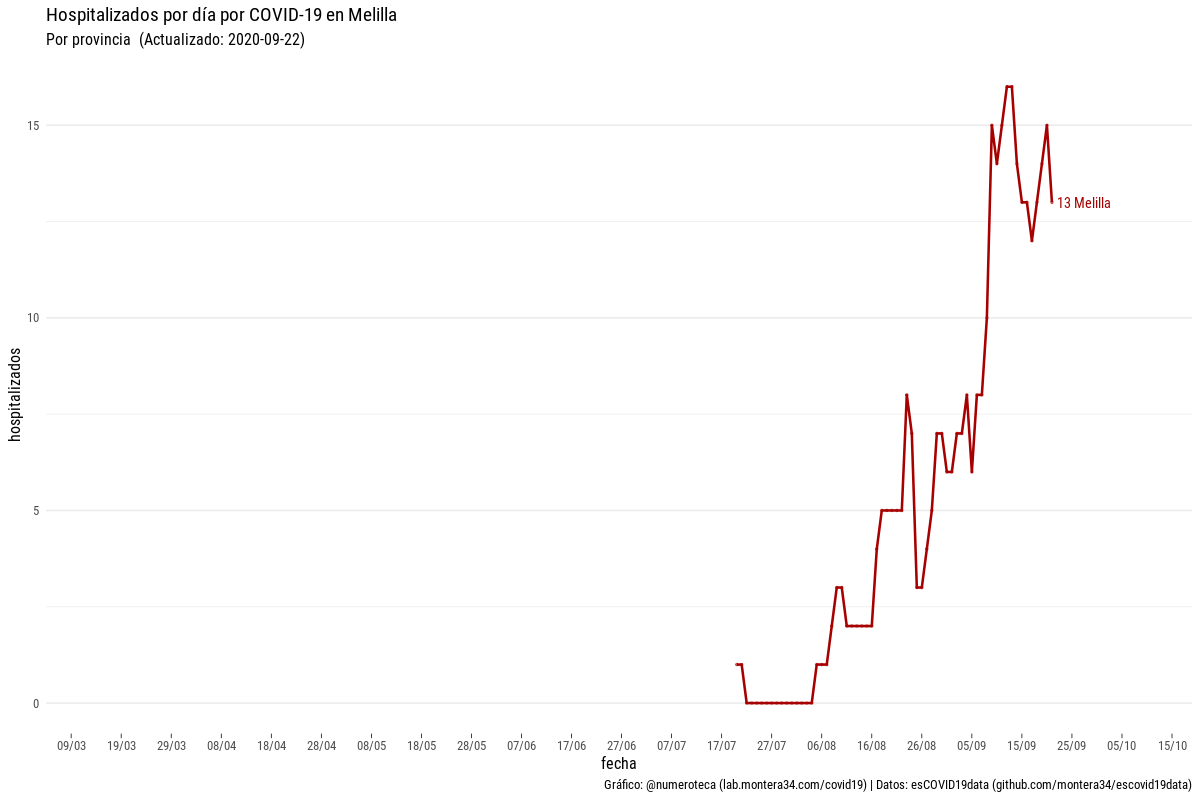 Hospitalizados por día por COVID-19 en Melilla
Por provincia  (Actualizado: 2020-09-22)
15
10
5
0
hospitalizados
13 Melilla
09/03 19/03 29/03 08/04 18/04 28/04 08/05 18/05 28/05 07/06 17/06 27/06 07/07 17/07 27/07 06/08 16/08 26/08 05/09 15/09 25/09 05/10 15/10
fecha
Gráfico: @numeroteca (lab.montera34.com/covid19) | Datos: esCOVID19data (github.com/montera34/escovid19data)